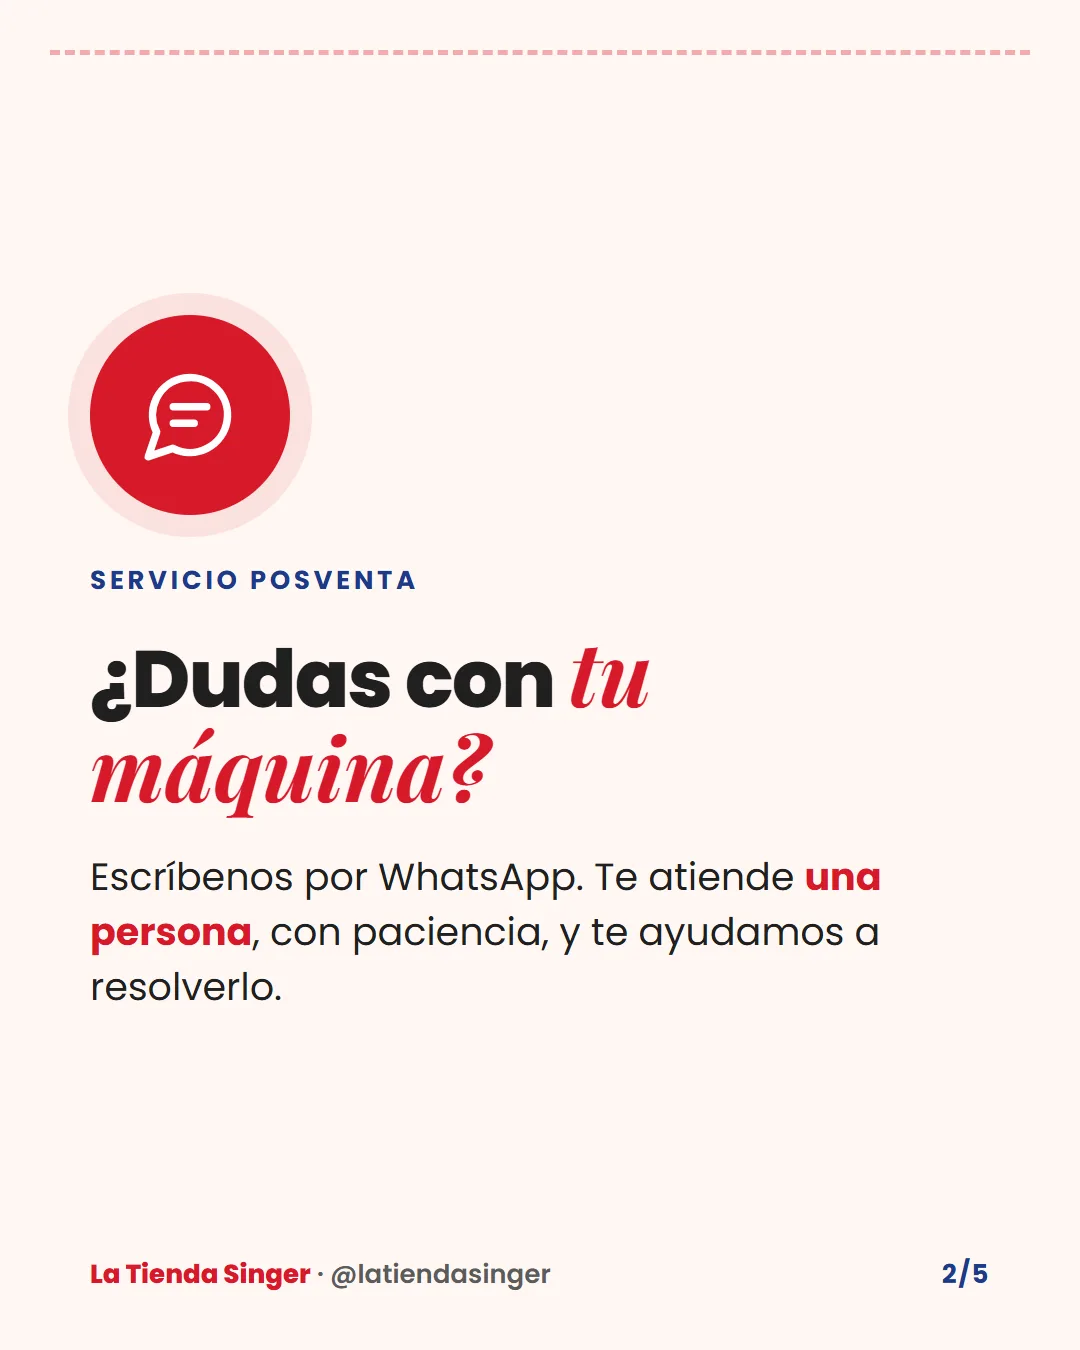 SERVICIO POSVENTA
¿Dudas con tu
máquina?
Escríbenos por WhatsApp. Te atiende una
persona, con paciencia, y te ayudamos a
resolverlo.
La Tienda Singer · @latiendasinger
2/5